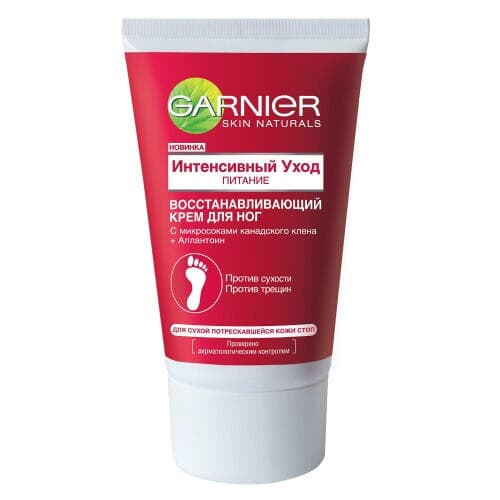 GARNIER
SKIN NATURALS
НОВИНКА
Интенсивный Уход
ПИТАНИЕ
ВОССТАНАВЛИВАЮЩИЙ
КРЕМ ДЛЯ НОГ
С микросоками канадского клена
+ Аллантоин
Против сухости
Против трещин
ДЛЯ СУХОЙ ПОТРЕСКАВШЕЙСЯ КОЖИ СТОП
Проверено
дерматологическим контролем